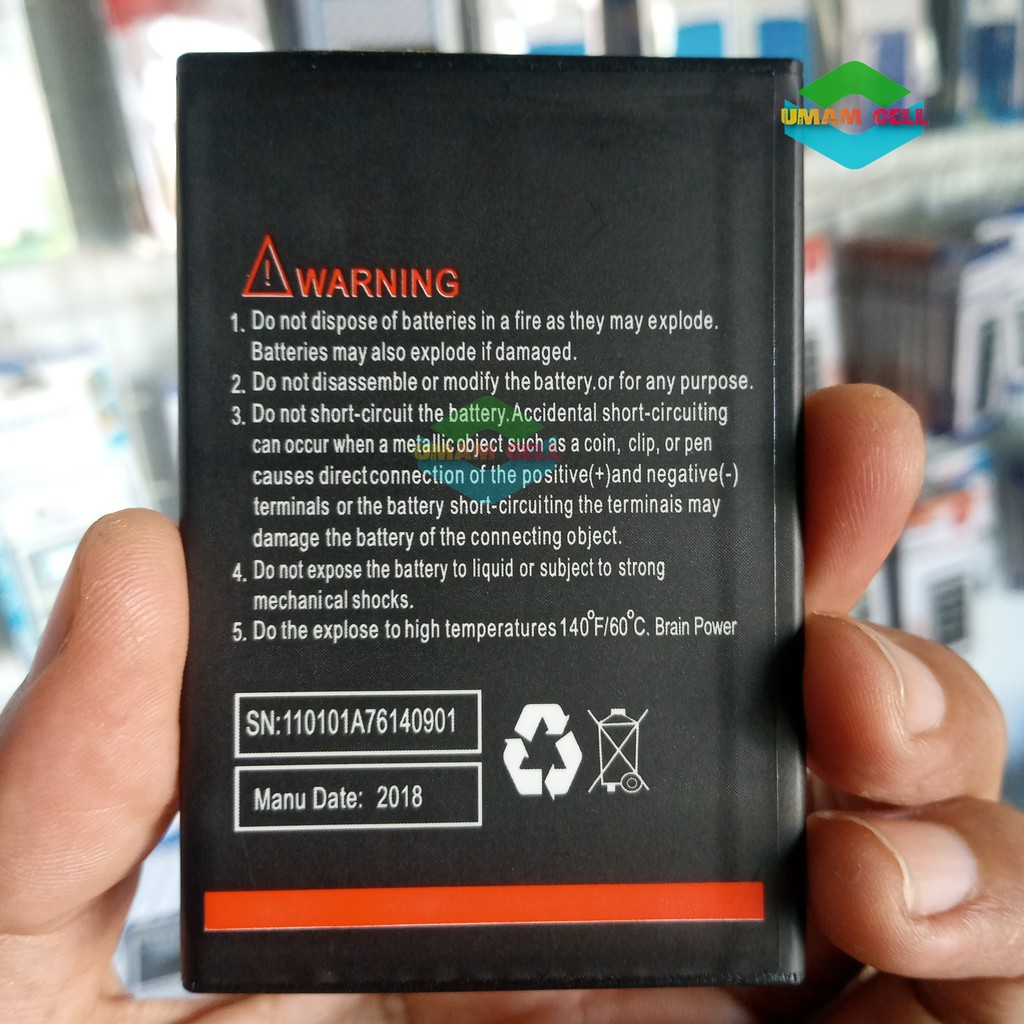 UMAM CELL
WARNING
1. Do not dispose of batteries in a fire as they may explode.
Batteries may also explode if damaged.
2. Do not disassemble or modify the battery.or for any purpose.
3. Do not short-circuit the battery.Accidental short-circuiting
can occur when a metallic object such as a coin, clip, or pen
UMAM CELL
causes direct connection of the positive(+)and negative(-)
terminals or the battery short-circuiting the terminais may
damage the battery of the connecting object.
4. Do not expose the battery to liquid or subject to strong
mechanical shocks.
5. Do the explose to high temperatures 140°F/60°C. Brain Power
SN:110101A76140901
Manu Date: 2018